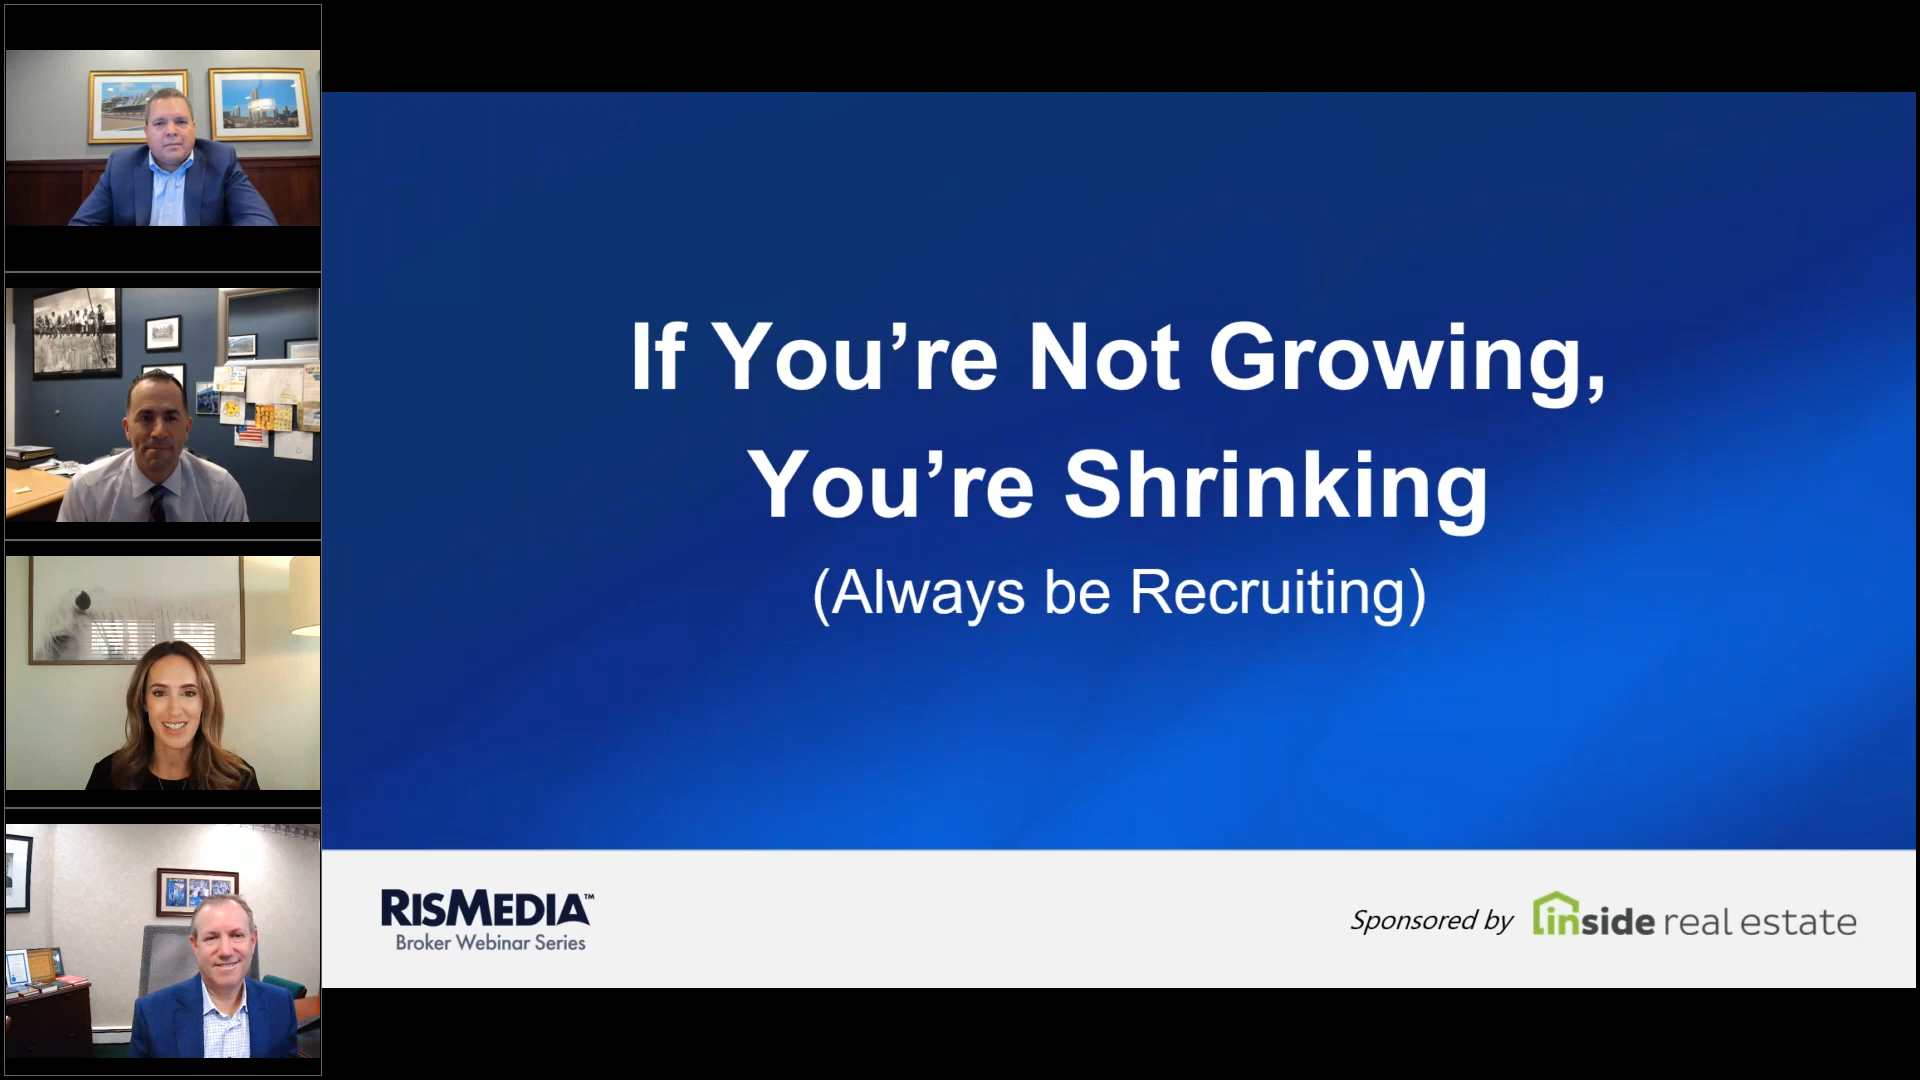 If You’re Not Growing,
You’re Shrinking
(Always be Recruiting)
RISMEDIA™
Broker Webinar Series
Sponsored by inside real estate